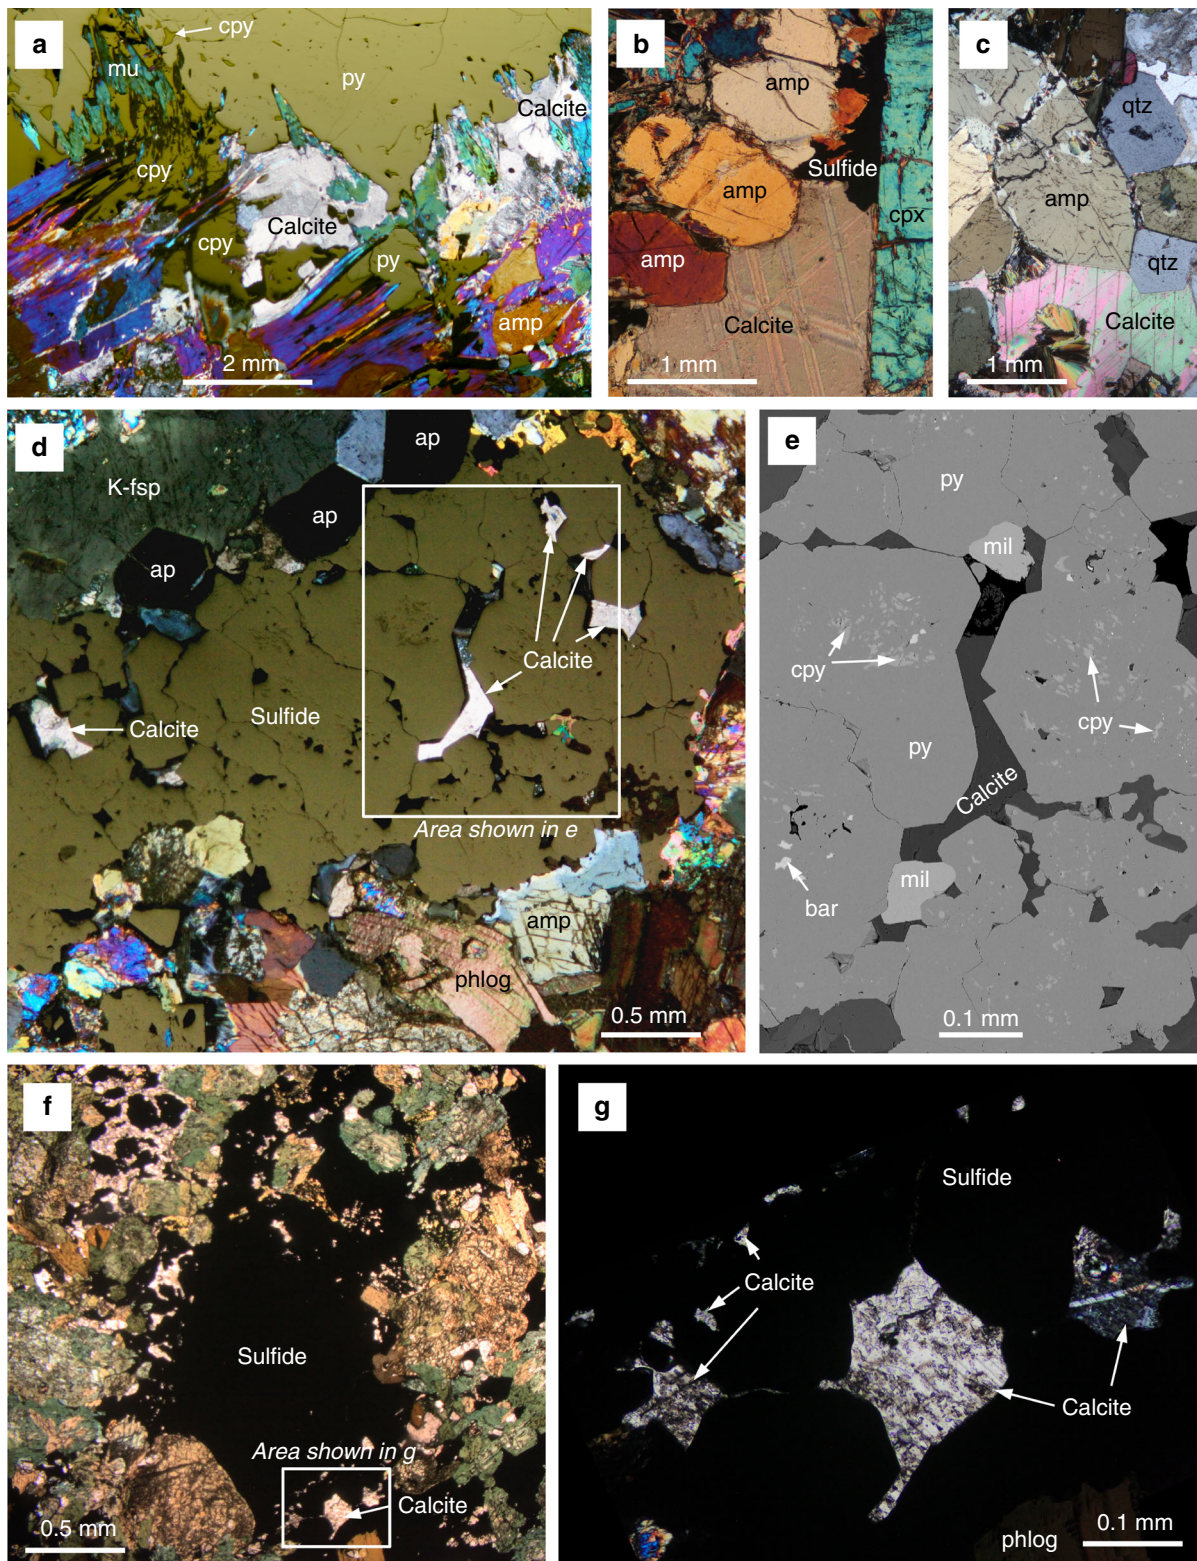 a
cpy
mu
py
Calcite
cpy
Calcite
cpy
py
amp
2 mm
b
amp
Sulfide
amp
cpx
amp
Calcite
1 mm
c
qtz
amp
qtz
Calcite
1 mm
d
ap
K-fsp
ap
ap
Calcite
Calcite
Sulfide
Area shown in e
amp
phlog
0.5 mm
e
py
mil
cpy
cpy
py
Calcite
mil
bar
0.1 mm
f
Sulfide
Area shown in g
Calcite
0.5 mm
g
Sulfide
Calcite
Calcite
phlog
0.1 mm